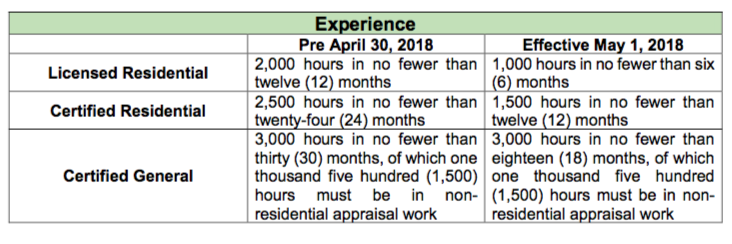 Experience
Pre April 30, 2018
Effective May 1, 2018
Licensed Residential
2,000 hours in no fewer than
twelve (12) months
1,000 hours in no fewer than six
(6) months
Certified Residential
2,500 hours in no fewer than
twenty-four (24) months
1,500 hours in no fewer than
twelve (12) months
Certified General
3,000 hours in no fewer than
thirty (30) months, of which one
thousand five hundred (1,500)
hours must be in non-
residential appraisal work
3,000 hours in no fewer than
eighteen (18) months, of which
one thousand five hundred
(1,500) hours must be in non-
residential appraisal work